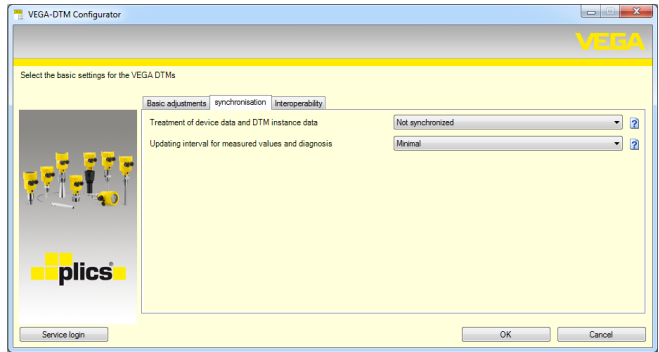 VEGA-DTM Configurator
VEGA
Select the basic settings for the VEGA DTMs
Basic adjustments synchronisation Interoperability
Treatment of device data and DTM instance data Not synchronized ?
Updating interval for measured values and diagnosis Minimal ?
plics
Service login OK Cancel